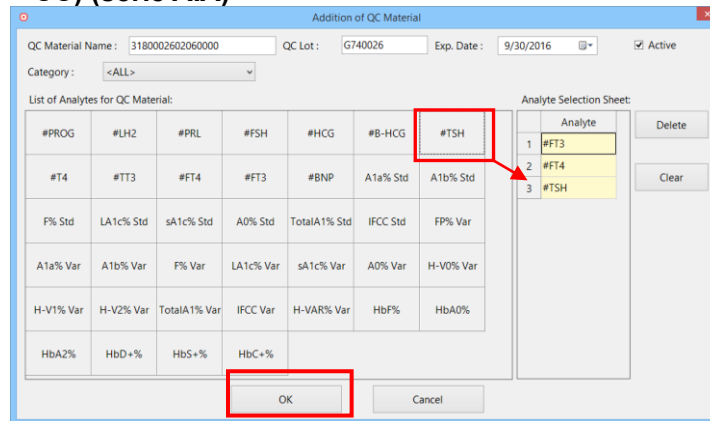 Addition of QC Material
QC Material Name : 3180002602060000 QC Lot : G740026 Exp. Date : 9/30/2016 Active
Category : <ALL>
List of Analytes for QC Material: Analyte Selection Sheet:
#PROG #LH2 #PRL #FSH #HCG #B-HCG #TSH
Analyte Delete
1 #FT3
2 #FT4
3 #TSH
Clear
#T4 #TT3 #FT4 #FT3 #BNP A1a% Std A1b% Std
F% Std LA1c% Std sA1c% Std A0% Std TotalA1% Std IFCC Std FP% Var
A1a% Var A1b% Var F% Var LA1c% Var sA1c% Var A0% Var H-V0% Var
H-V1% Var H-V2% Var TotalA1% Var IFCC Var H-VAR% Var HbF% HbA0%
HbA2% HbD+% HbS+% HbC+%
OK Cancel